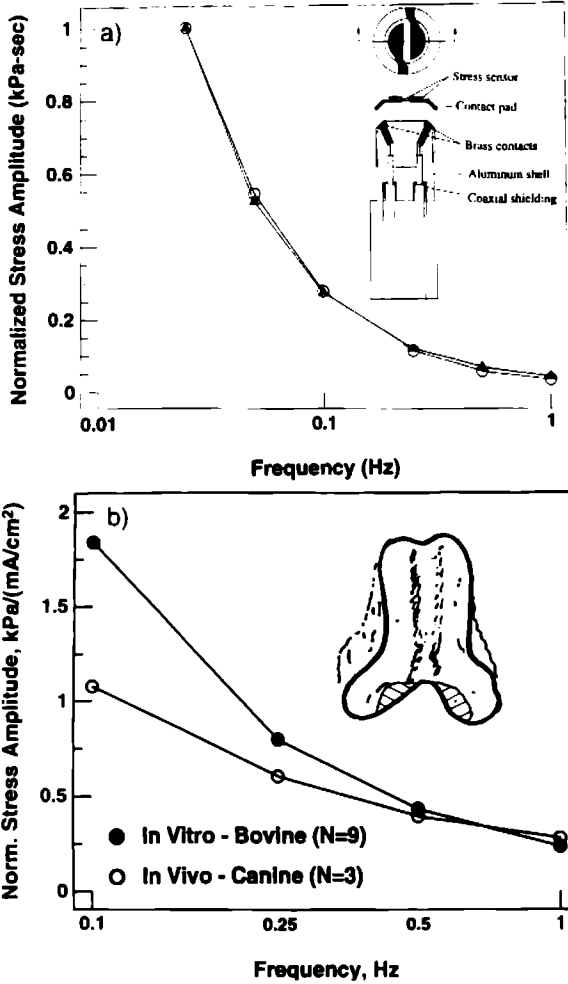 a)
Normalized Stress Amplitude (kPa-sec)
1
0.8
0.6
0.4
0.2
0
0.01
0.1
1
Frequency (Hz)
Stress sensor
Contact pad
Brass contacts
Aluminum shell
Coaxial shielding
b)
Norm. Stress Amplitude, kPa/(mA/cm²)
2
1.5
1
0.5
0
In Vitro - Bovine (N=9)
In Vivo - Canine (N=3)
0.1
0.25
0.5
1
Frequency, Hz